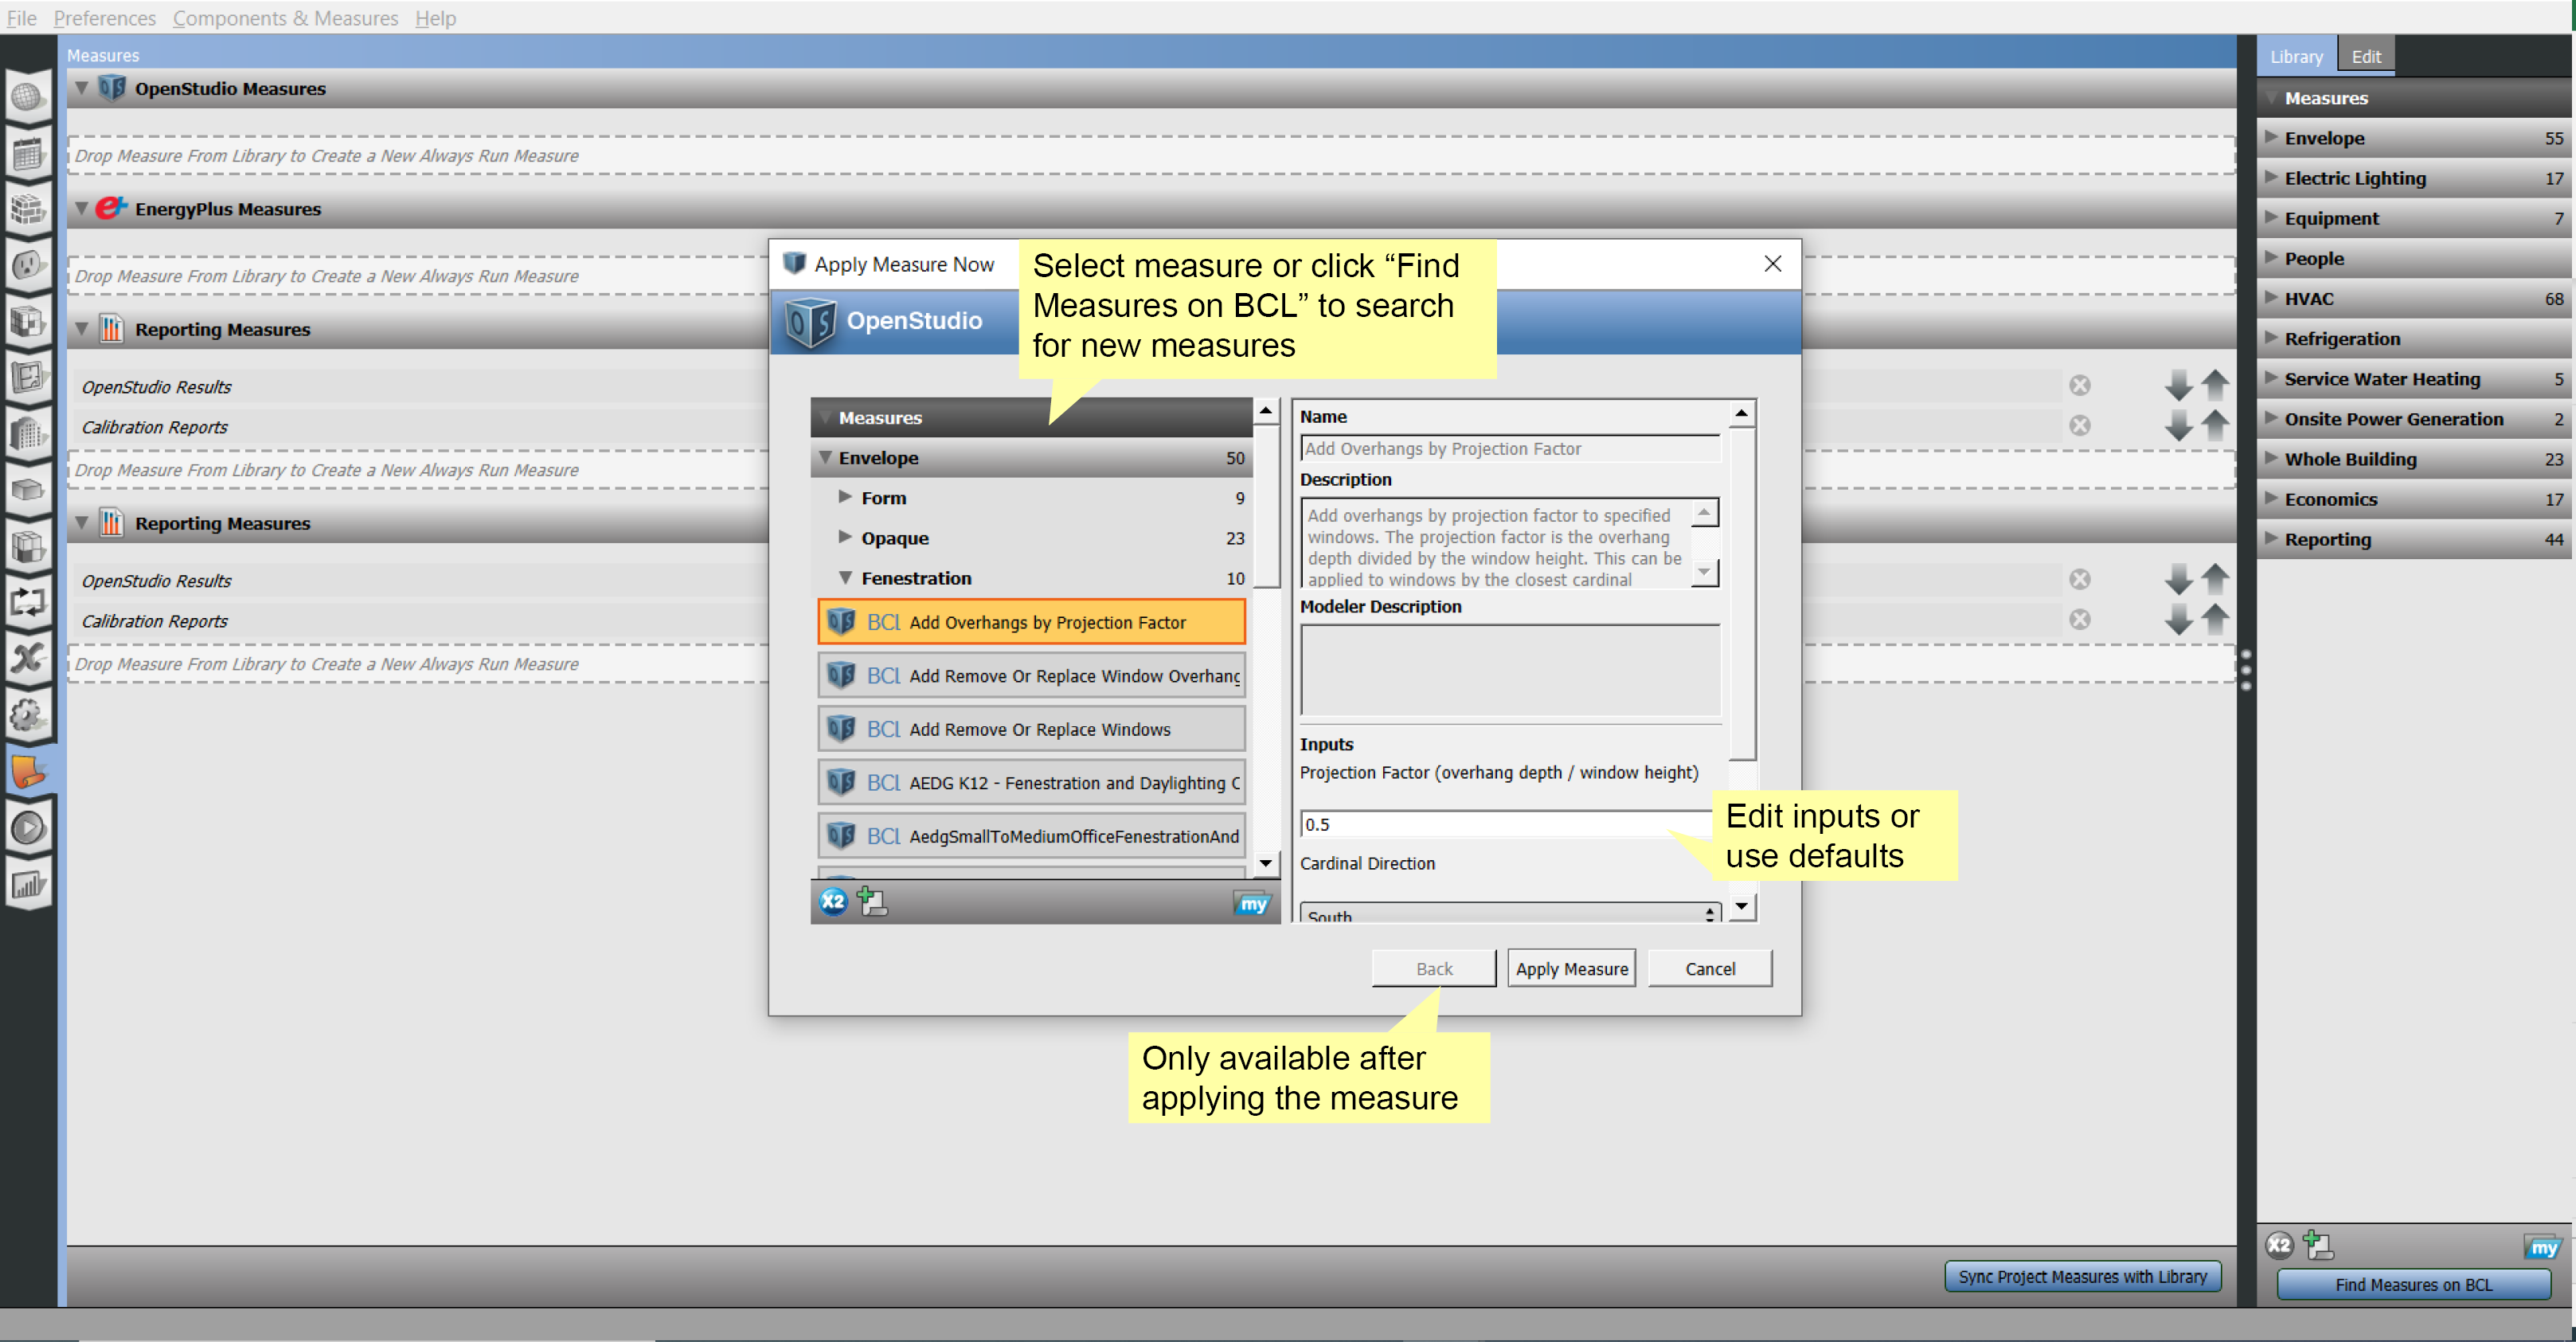 File Preferences Components & Measures Help
Measures
OpenStudio Measures
Drop Measure From Library to Create a New Always Run Measure
EnergyPlus Measures
Drop Measure From Library to Create a New Always Run Measure
Reporting Measures
OpenStudio Results
Calibration Reports
Drop Measure From Library to Create a New Always Run Measure
Reporting Measures
OpenStudio Results
Calibration Reports
Drop Measure From Library to Create a New Always Run Measure
Apply Measure Now
OpenStudio
Select measure or click “Find
Measures on BCL” to search
for new measures
Measures
Envelope 50
Form 9
Opaque 23
Fenestration 10
BCL Add Overhangs by Projection Factor
BCL Add Remove Or Replace Window Overhang
BCL Add Remove Or Replace Windows
BCL AEDG K12 - Fenestration and Daylighting C
BCL AedgSmallToMediumOfficeFenestrationAnd
X2 my
Name
Add Overhangs by Projection Factor
Description
Add overhangs by projection factor to specified
windows. The projection factor is the overhang
depth divided by the window height. This can be
applied to windows by the closest cardinal
Modeler Description
Inputs
Projection Factor (overhang depth / window height)
0.5
Cardinal Direction
South
Edit inputs or
use defaults
Back Apply Measure Cancel
Only available after
applying the measure
Sync Project Measures with Library
Library Edit
Measures
Envelope 55
Electric Lighting 17
Equipment 7
People
HVAC 68
Refrigeration
Service Water Heating 5
Onsite Power Generation 2
Whole Building 23
Economics 17
Reporting 44
X2 my
Find Measures on BCL